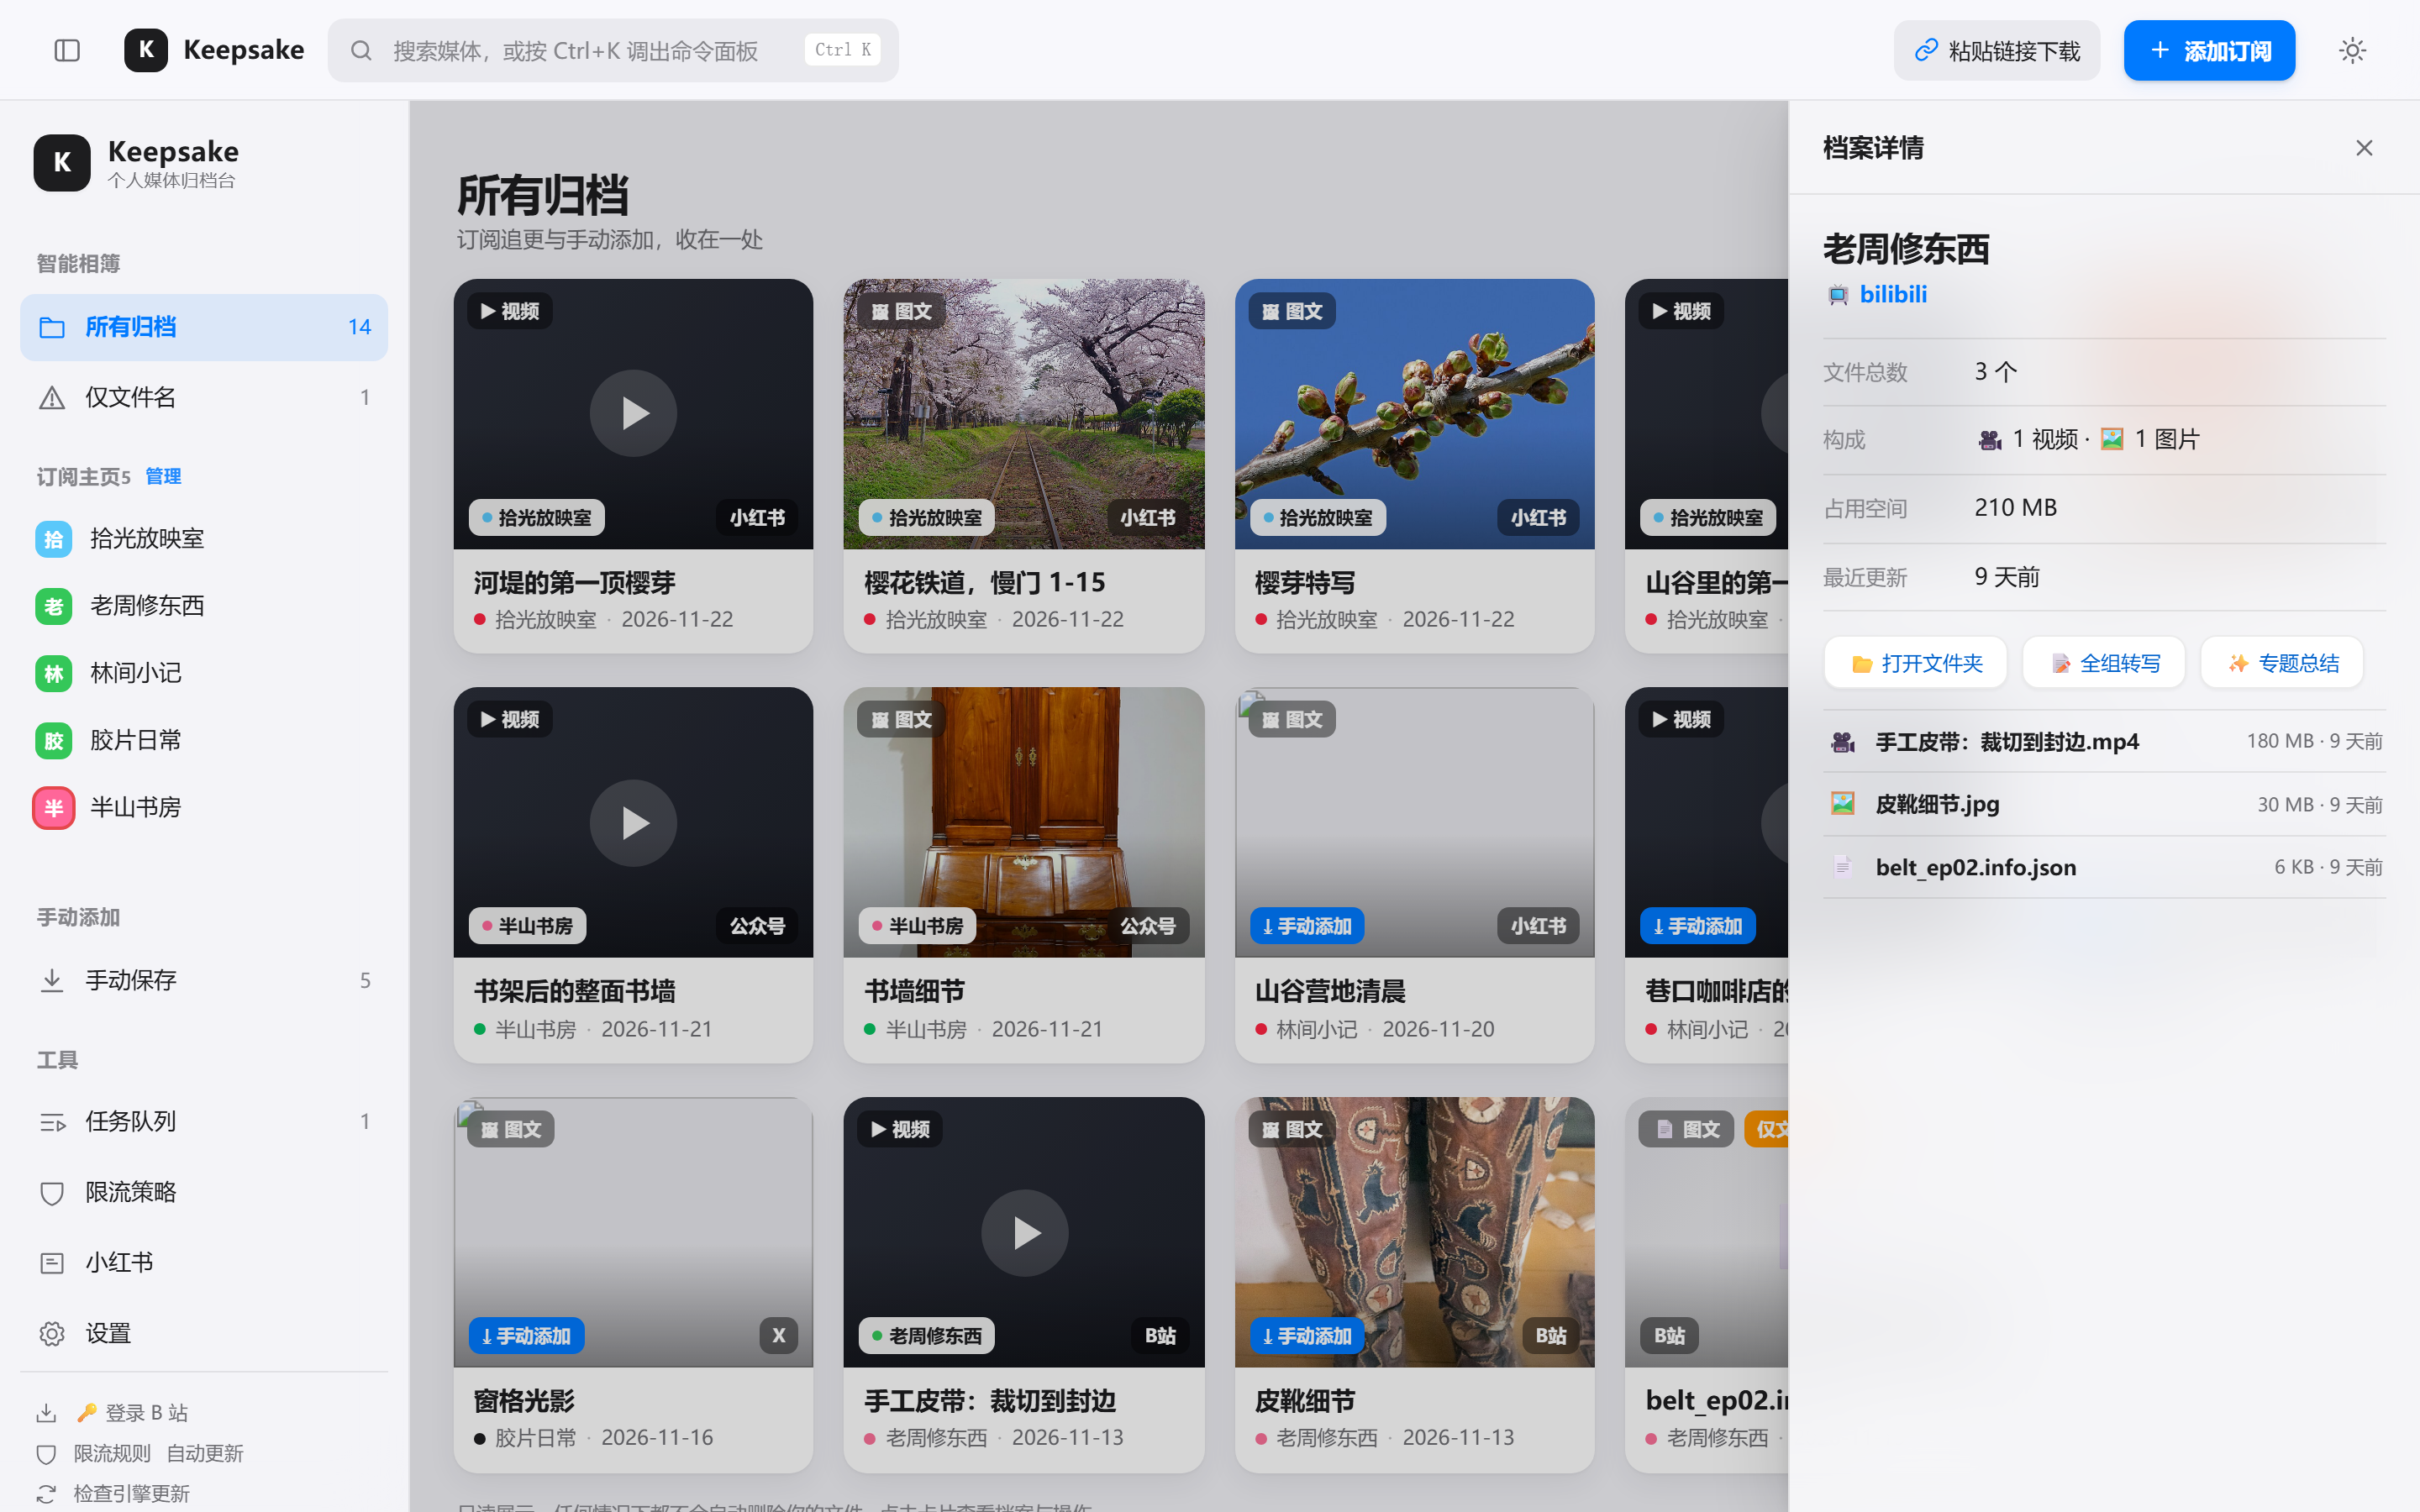 K Keepsake
搜索媒体，或按 Ctrl+K 调出命令面板 Ctrl K
粘贴链接下载
添加订阅
K Keepsake
个人媒体归档台
智能相簿
所有归档 14
仅文件名 1
订阅主页5 管理
拾 拾光放映室
老 老周修东西
林 林间小记
胶 胶片日常
半 半山书房
手动添加
手动保存 5
工具
任务队列 1
限流策略
小红书
设置
登录 B 站
限流规则 自动更新
检查引擎更新
所有归档
订阅追更与手动添加，收在一处
视频
拾光放映室 小红书
河堤的第一顶樱芽
拾光放映室 · 2026-11-22
图文
拾光放映室 小红书
樱花铁道，慢门 1-15
拾光放映室 · 2026-11-22
图文
拾光放映室 小红书
樱芽特写
拾光放映室 · 2026-11-22
视频
拾光放映室
山谷里的第一
拾光放映室 ·
视频
半山书房 公众号
书架后的整面书墙
半山书房 · 2026-11-21
图文
半山书房 公众号
书墙细节
半山书房 · 2026-11-21
图文
手动添加 小红书
山谷营地清晨
林间小记 · 2026-11-20
视频
手动添加
巷口咖啡店的
林间小记 · 20
图文
手动添加 X
窗格光影
胶片日常 · 2026-11-16
视频
老周修东西 B站
手工皮带：裁切到封边
老周修东西 · 2026-11-13
图文
手动添加 B站
皮靴细节
老周修东西 · 2026-11-13
图文 仅文
B站
belt_ep02.in
老周修东西 ·
档案详情
老周修东西
bilibili
文件总数 3 个
构成 1 视频 · 1 图片
占用空间 210 MB
最近更新 9 天前
打开文件夹 全组转写 专题总结
手工皮带：裁切到封边.mp4 180 MB · 9 天前
皮靴细节.jpg 30 MB · 9 天前
belt_ep02.info.json 6 KB · 9 天前